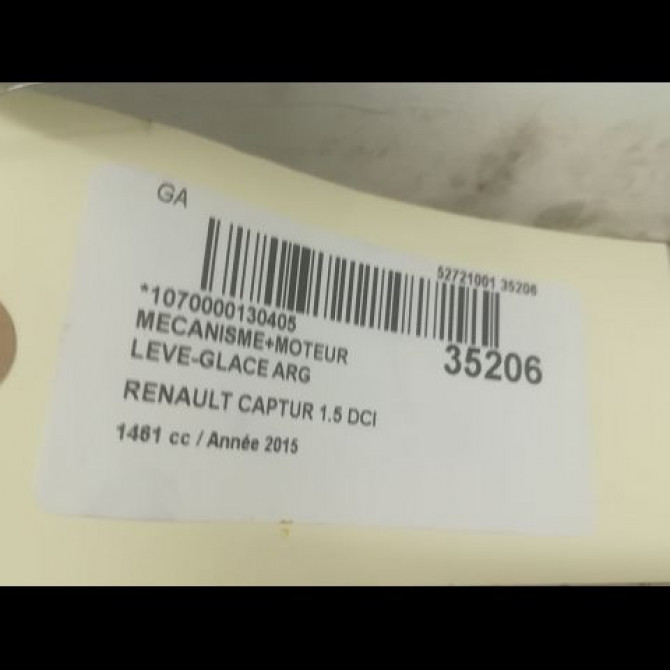 GA
52721001 35206
*1070000130405
MECANISME+MOTEUR
LEVE-GLACE ARG
35206
RENAULT CAPTUR 1.5 DCI
1461 cc / Année 2015